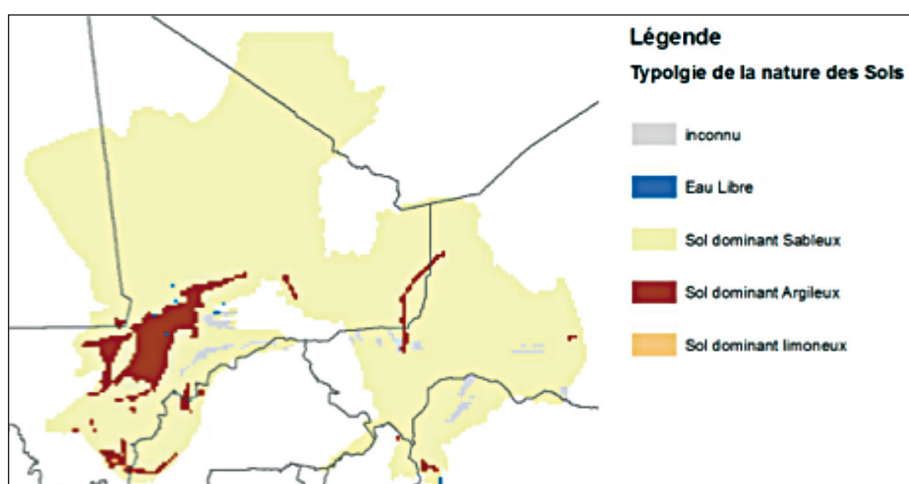 Légende
Typolgie de la nature des Sols
inconnu
Eau Libre
Sol dominant Sableux
Sol dominant Argileux
Sol dominant limoneux